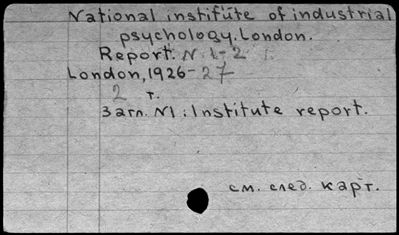 National institute of industrial
psychology. London.
Report. N. 1-2
London, 1926-27
2 т.
Загл. N1: Institute report.
см. след. карт.